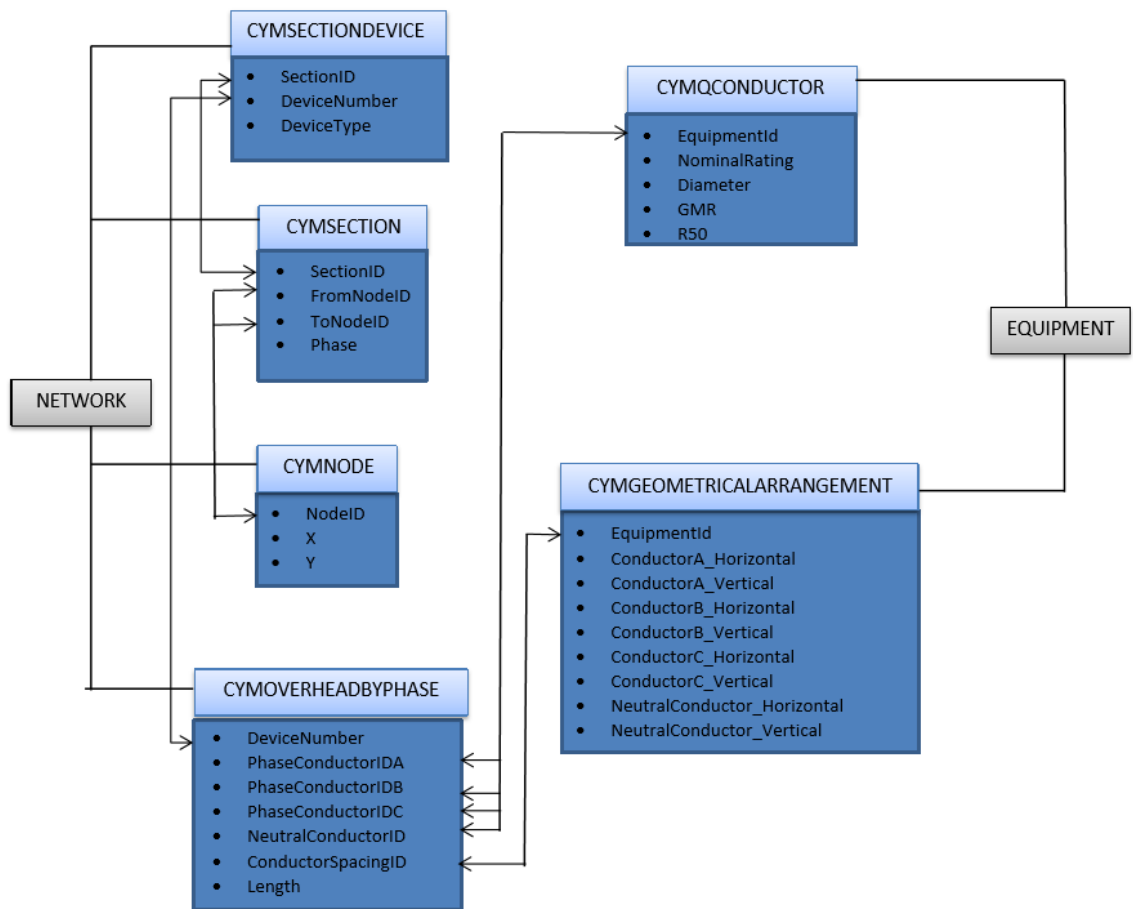 CYMSECTIONDEVICE
• SectionID
• DeviceNumber
• DeviceType
CYMSECTION
• SectionID
• FromNodeID
• ToNodeID
• Phase
NETWORK
CYMNODE
• NodeID
• X
• Y
CYMOVERHEADBYPHASE
• DeviceNumber
• PhaseConductorIDA
• PhaseConductorIDB
• PhaseConductorIDC
• NeutralConductorID
• ConductorSpacingID
• Length
CYMQCONDUCTOR
• EquipmentId
• NominalRating
• Diameter
• GMR
• R50
EQUIPMENT
CYMGEOMETRICALARRANGEMENT
• EquipmentId
• ConductorA_Horizontal
• ConductorA_Vertical
• ConductorB_Horizontal
• ConductorB_Vertical
• ConductorC_Horizontal
• ConductorC_Vertical
• NeutralConductor_Horizontal
• NeutralConductor_Vertical